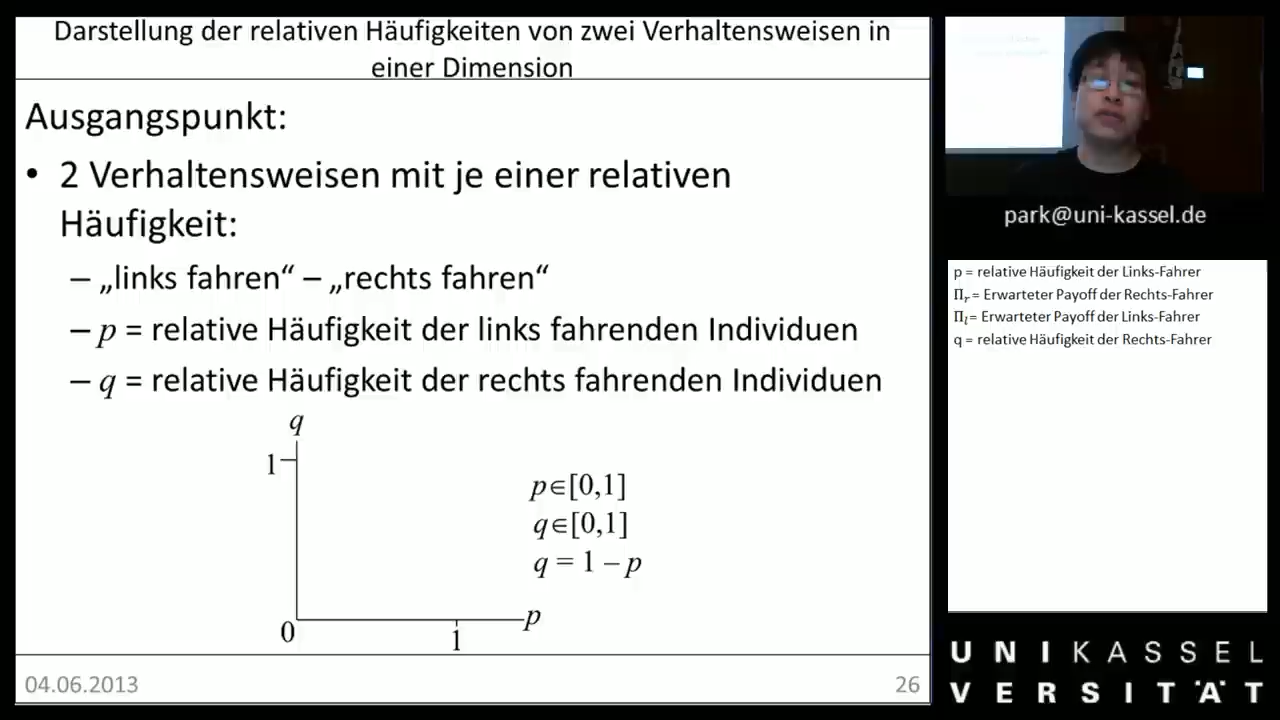 Darstellung der relativen Häufigkeiten von zwei Verhaltensweisen in
einer Dimension
Ausgangspunkt:
• 2 Verhaltensweisen mit je einer relativen
Häufigkeit:
– „links fahren“ – „rechts fahren“
– p = relative Häufigkeit der links fahrenden Individuen
– q = relative Häufigkeit der rechts fahrenden Individuen
q
1
p∈[0,1]
q∈[0,1]
q = 1 – p
p
0
1
04.06.2013
26
park@uni-kassel.de
p = relative Häufigkeit der Links-Fahrer
Πr = Erwarteter Payoff der Rechts-Fahrer
Πl = Erwarteter Payoff der Links-Fahrer
q = relative Häufigkeit der Rechts-Fahrer
UNIKASSEL
VERSITÄT